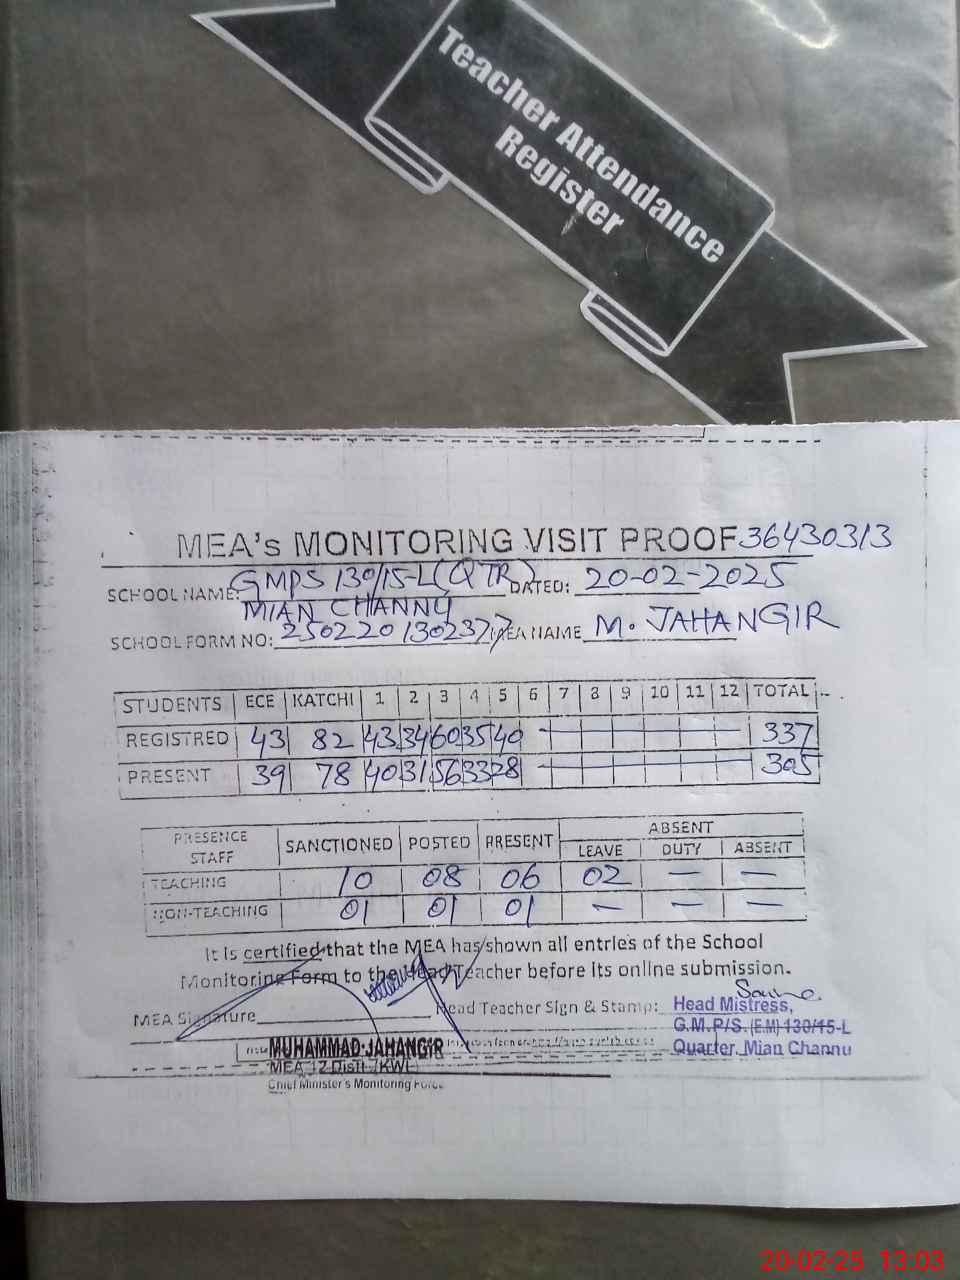 Teacher Attendance
Register
MEA's MONITORING VISIT PROOF 36430313
SCHOOL NAME: GMPS 130/15-L (QTR) DATED: 20-02-2025
MIAN CHANNU
SCHOOL FORM NO: 2502201302377 MEA NAME M. JAHANGIR
STUDENTS ECE KATCHI 1 2 3 4 5 6 7 8 9 10 11 12 TOTAL
REGISTRED 43 82 43 34 60 35 40 — 337
PRESENT 39 78 40 31 56 33 28 — 305
PRESENCE STAFF SANCTIONED POSTED PRESENT ABSENT
LEAVE DUTY ABSENT
TEACHING 10 08 06 02 — —
NON-TEACHING 01 01 01 — — —
It is certified that the MEA has shown all entries of the School
Monitoring Form to the Head Teacher before its online submission.
MEA Signature Head Teacher Sign & Stamp:
Head Mistress,
G.M.P/S. (E.M) 130/15-L
Quarter. Mian Channu
MUHAMMAD JAHANGIR
MEA 12 Distt. (KWL)
Chief Minister's Monitoring Force
20-02-25 13:03